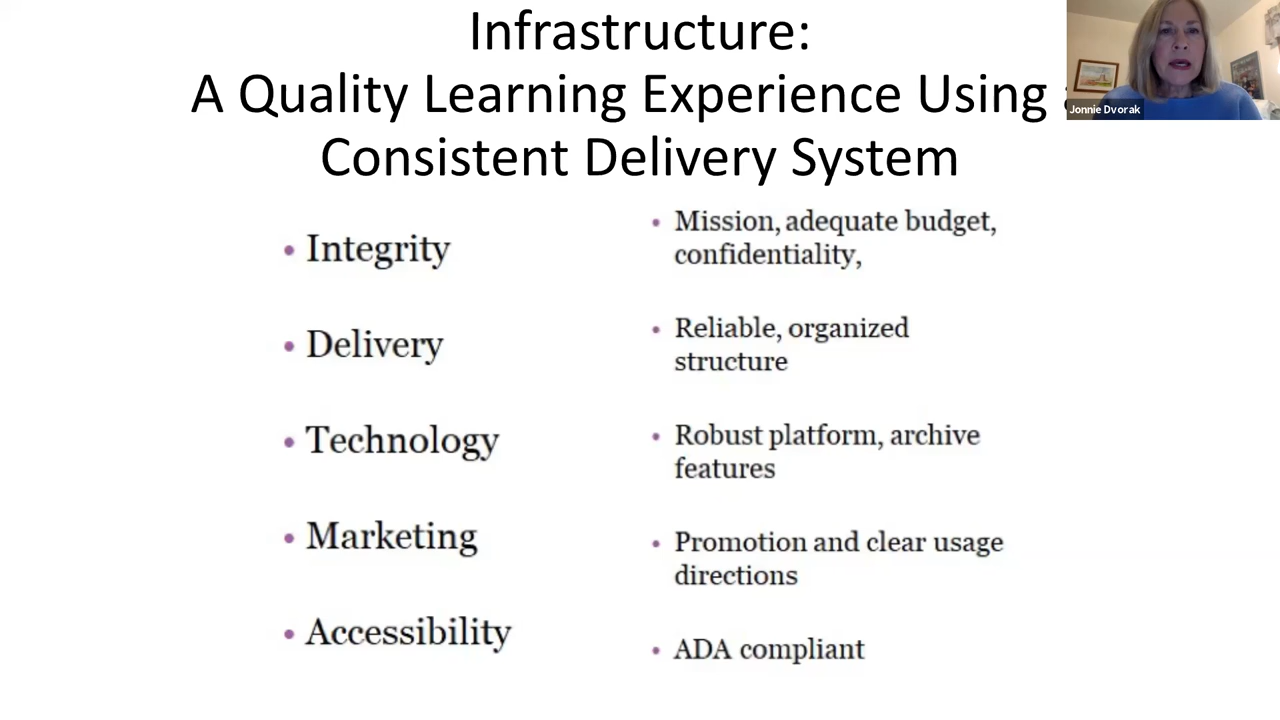 Infrastructure:
A Quality Learning Experience Using
Consistent Delivery System
Jonnie Dvorak
• Integrity
• Delivery
• Technology
• Marketing
• Accessibility
• Mission, adequate budget,
confidentiality,
• Reliable, organized
structure
• Robust platform, archive
features
• Promotion and clear usage
directions
• ADA compliant